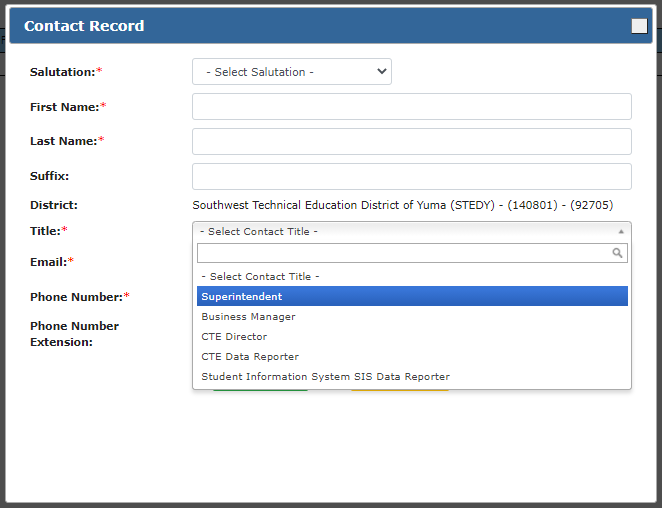 Contact Record
Salutation:*
- Select Salutation -
First Name:*
Last Name:*
Suffix:
District:
Southwest Technical Education District of Yuma (STEDY) - (140801) - (92705)
Title:*
- Select Contact Title -
Email:*
- Select Contact Title -
Phone Number:*
Superintendent
Business Manager
Phone Number
Extension:
CTE Director
CTE Data Reporter
Student Information System SIS Data Reporter